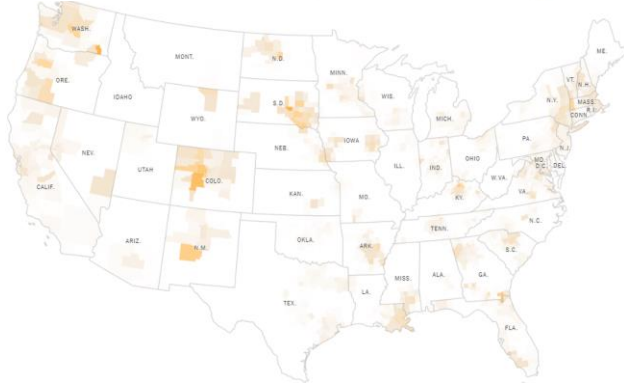 WASH.
ME.
MONT.
N.D.
MINN.
VT.
N.H.
ORE.
IDAHO
S.D.
WIS.
N.Y.
MASS.
R.I.
CONN.
MICH.
WYO.
IOWA
PA.
N.J.
NEB.
OHIO
MD.
DEL.
D.C.
NEV.
UTAH
COLO.
ILL.
IND.
W.VA.
VA.
CALIF.
KAN.
MO.
KY.
N.C.
TENN.
OKLA.
ARIZ.
N.M.
ARK.
S.C.
MISS.
ALA.
GA.
TEX.
LA.
FLA.